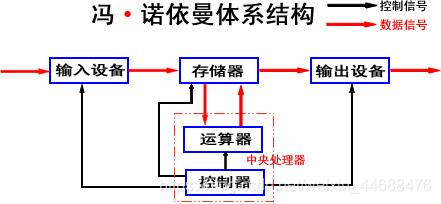 冯·诺依曼体系结构
控制信号
数据信号
输入设备
存储器
输出设备
运算器
中央处理器
控制器